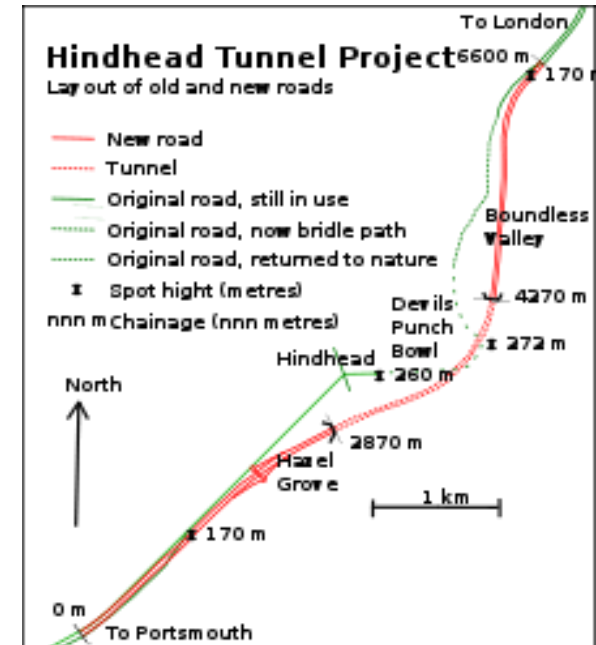 To London
Hindhead Tunnel Project
6600 m
Layout of old and new roads
170 m
New road
Tunnel
Original road, still in use
Original road, now bridle path
Original road, returned to nature
Spot hight (metres)
nnn m Chainage (nnn metres)
Boundless
Valley
4270 m
Devils
Punch
Bowl
272 m
Hindhead
260 m
North
2870 m
Hazel
Grove
1 km
170 m
0 m
To Portsmouth